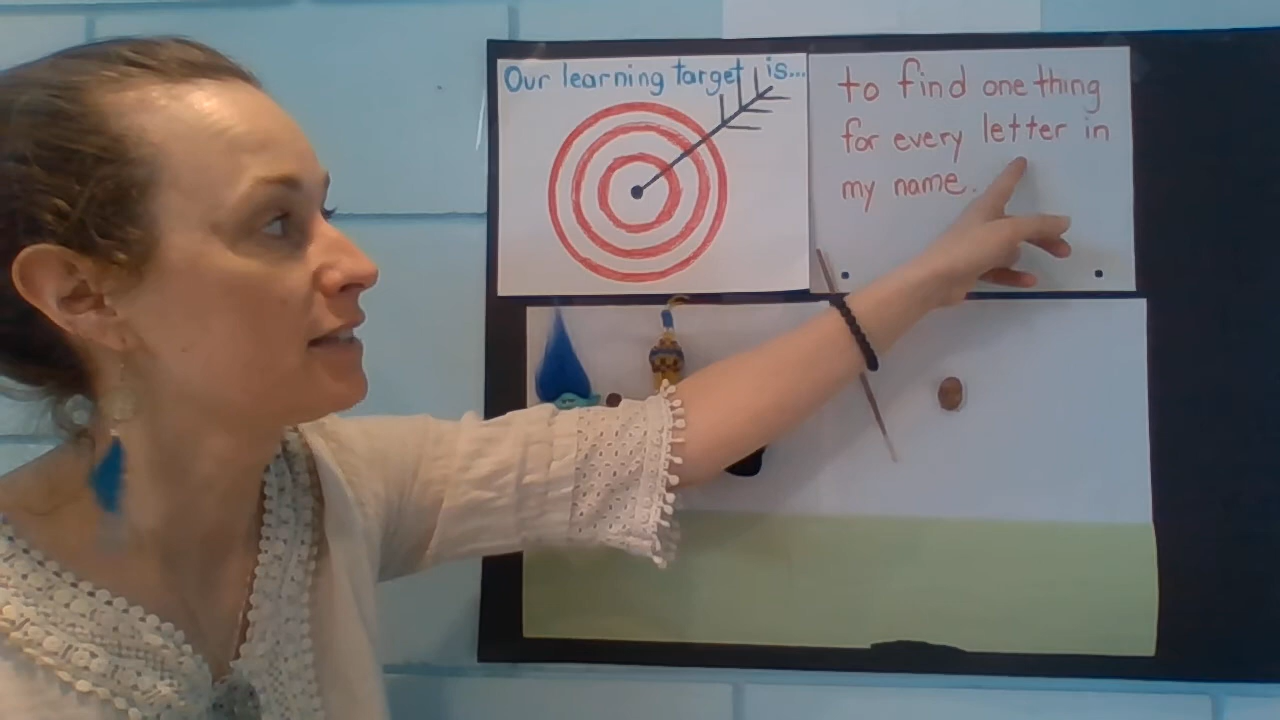 Our learning target is...
to find one thing
for every letter in
my name.